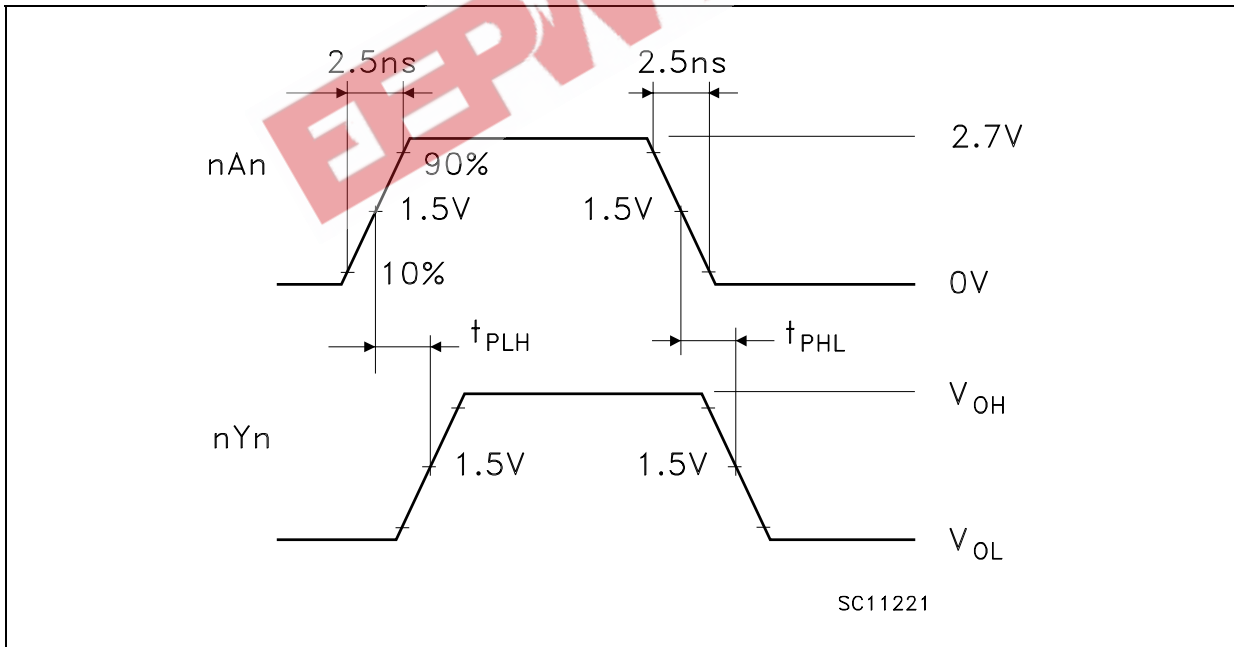 EEPW
2.5ns 2.5ns
2.7V
nAn
90%
1.5V 1.5V
10%
0V
tPLH tPHL
VOH
nYn
1.5V 1.5V
VOL
SC11221